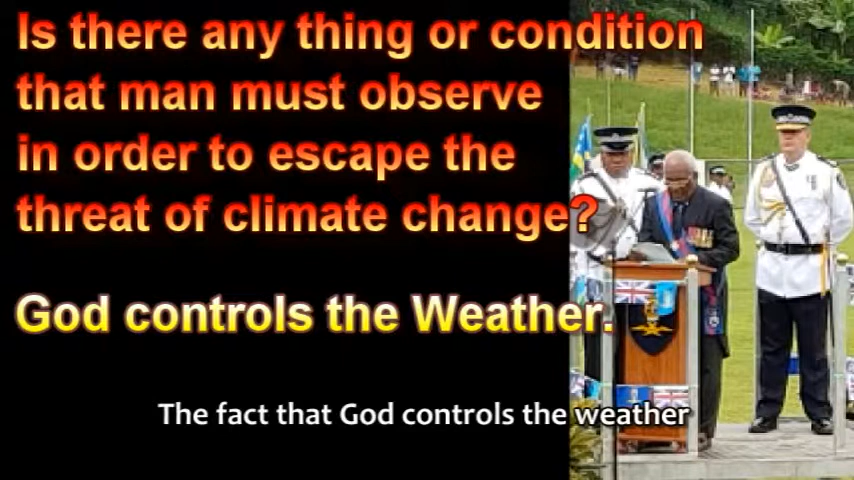 Is there any thing or condition
that man must observe
in order to escape the
threat of climate change?
God controls the Weather.
The fact that God controls the weather